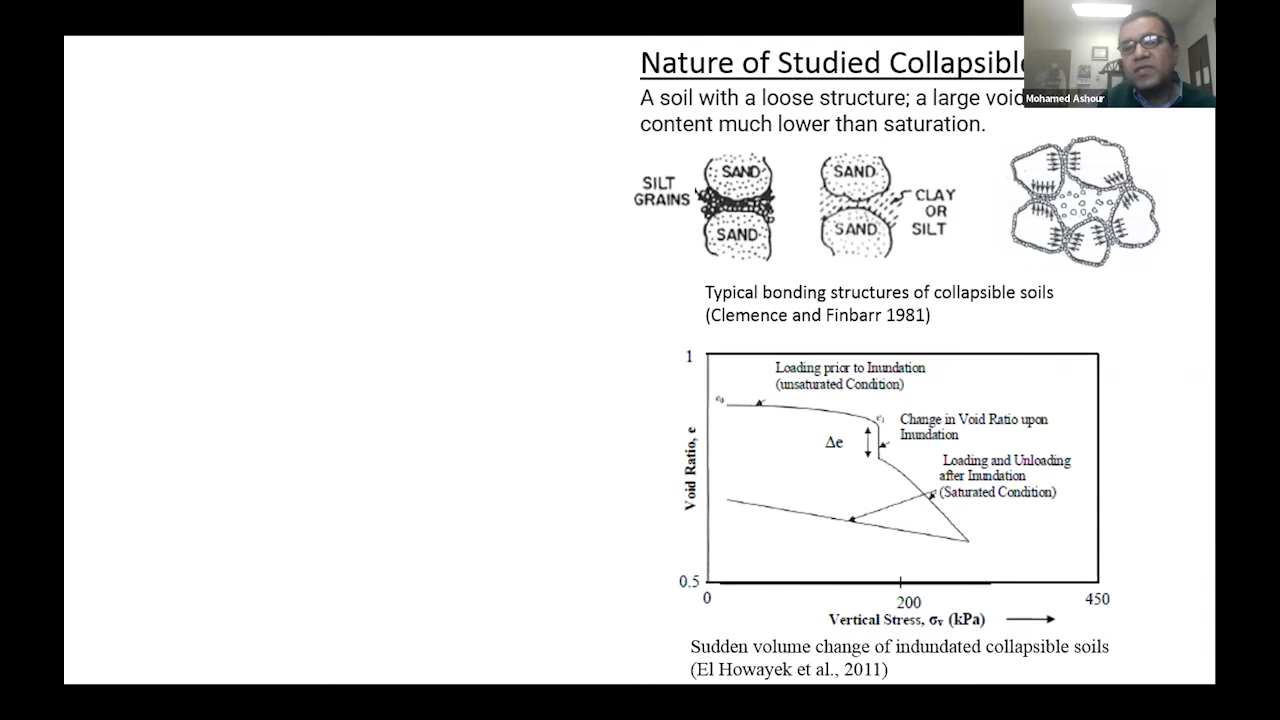 Nature of Studied Collapsible
Mohamed Ashour
A soil with a loose structure; a large void
content much lower than saturation.
SILT
GRAINS
SAND
SAND
SAND
SAND
CLAY
OR
SILT
Typical bonding structures of collapsible soils
(Clemence and Finbarr 1981)
1
Loading prior to Inundation
(unsaturated Condition)
e0
e1
Change in Void Ratio upon
Inundation
Δe
Loading and Unloading
after Inundation
(Saturated Condition)
Void Ratio, e
0.5
0
200
450
Vertical Stress, σv (kPa)
Sudden volume change of indundated collapsible soils
(El Howayek et al., 2011)